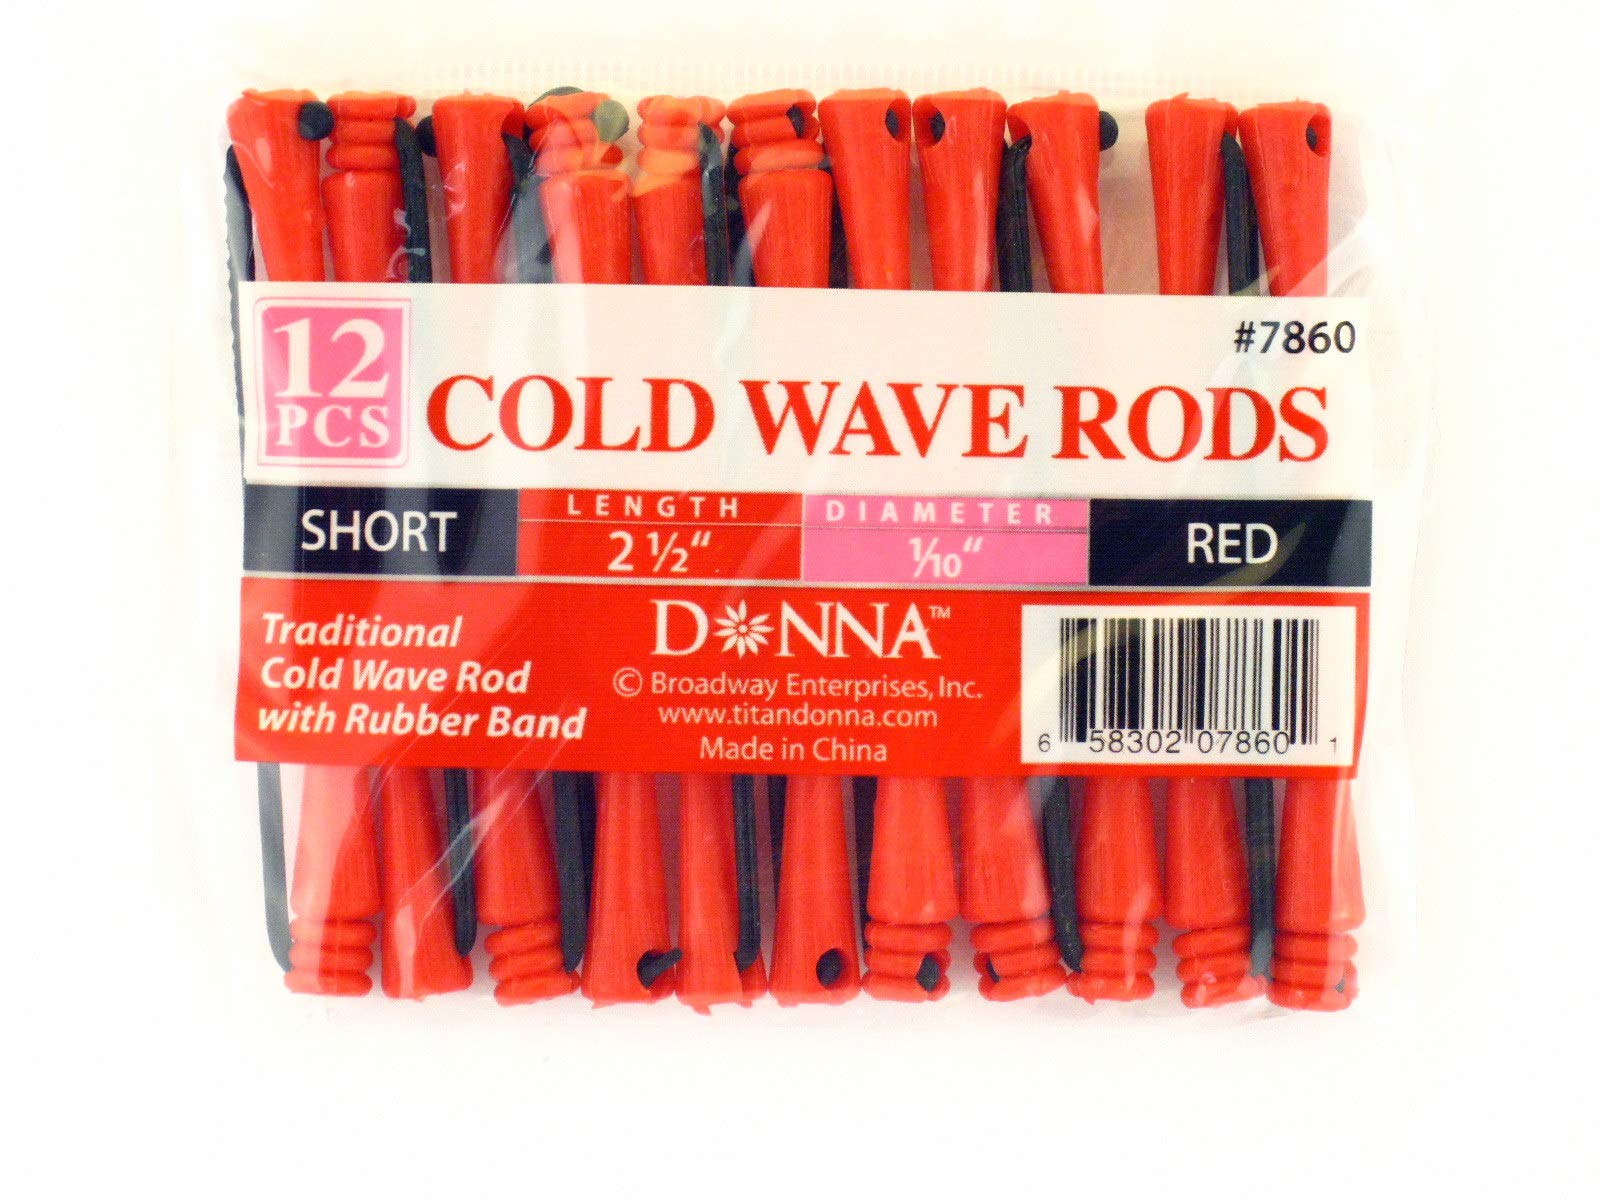 #7860
12
PCS
COLD WAVE RODS
SHORT
LENGTH
2 ½"
DIAMETER
1/10"
RED
Traditional
Cold Wave Rod
with Rubber Band
DONNA™
© Broadway Enterprises, Inc.
www.titandonna.com
Made in China
6 58302 07860 1